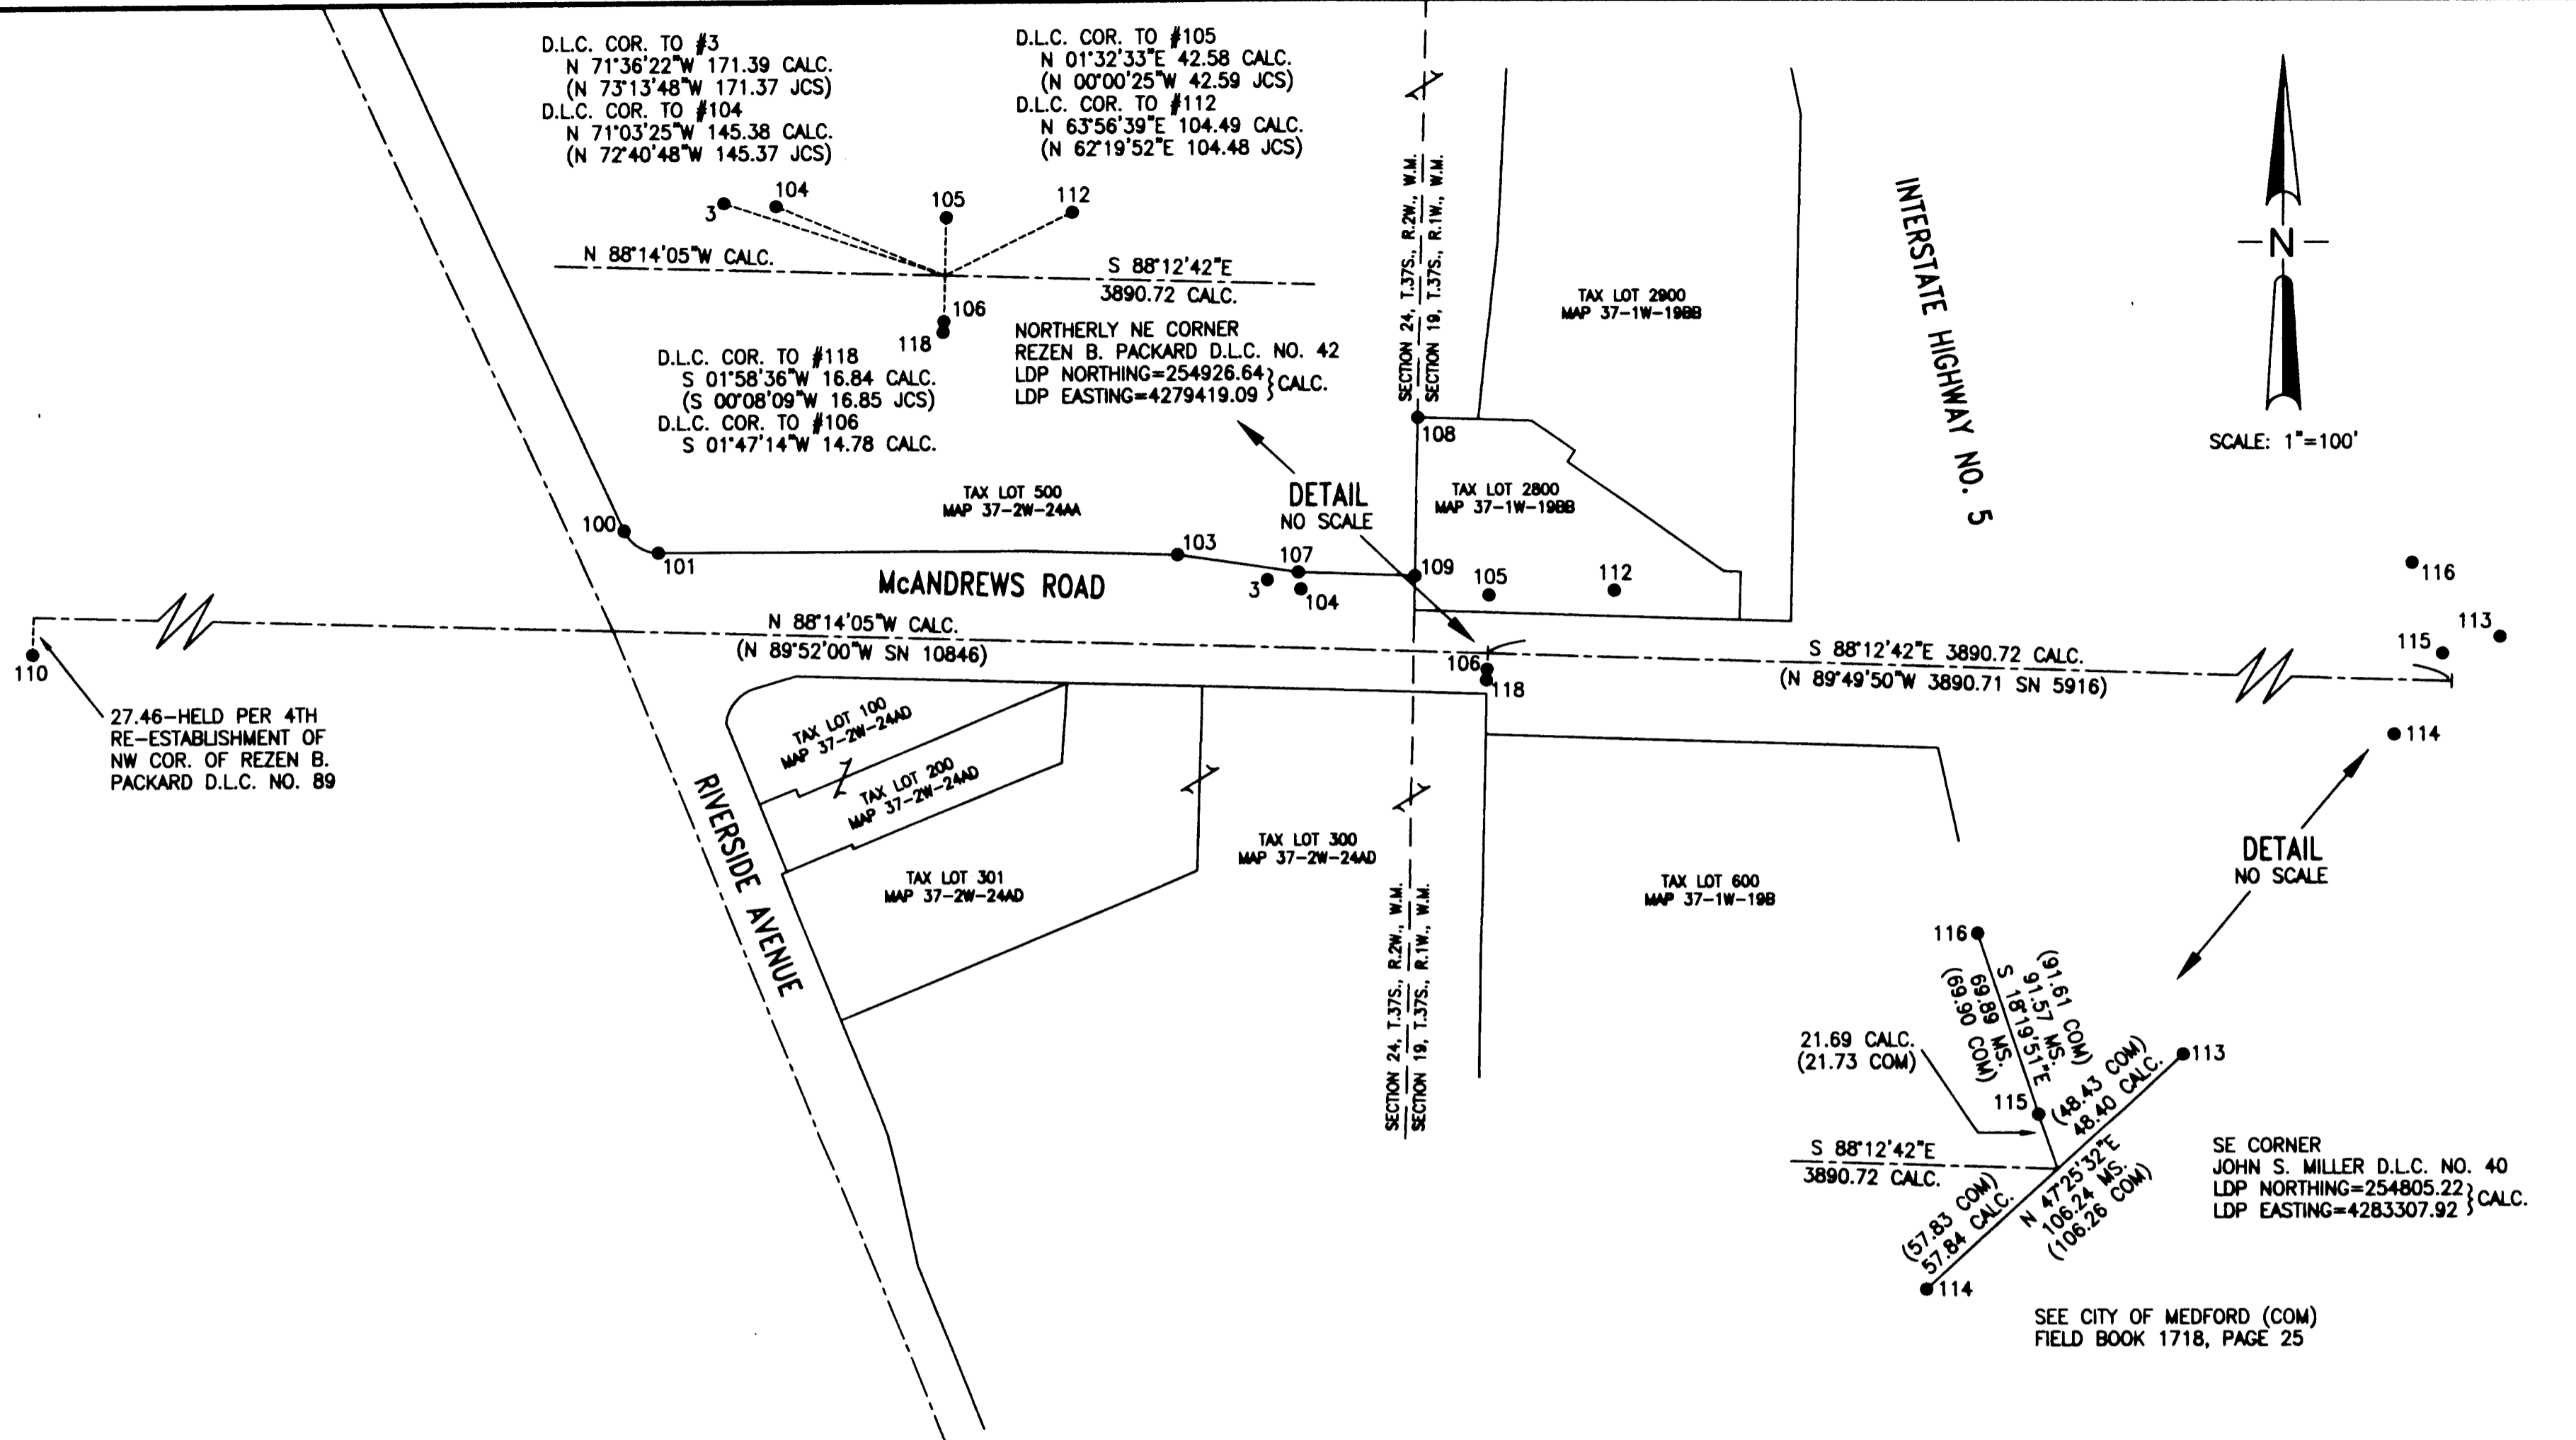 D.L.C. COR. TO #3
N 71°36'22"W 171.39 CALC.
(N 73°13'48"W 171.37 JCS)
D.L.C. COR. TO #104
N 71°03'25"W 145.38 CALC.
(N 72°40'48"W 145.37 JCS)
D.L.C. COR. TO #105
N 01°32'33"E 42.58 CALC.
(N 00°00'25"W 42.59 JCS)
D.L.C. COR. TO #112
N 63°56'39"E 104.49 CALC.
(N 62°19'52"E 104.48 JCS)
3
104
105
112
N 88°14'05"W CALC.
S 88°12'42"E
3890.72 CALC.
106
118
D.L.C. COR. TO #118
S 01°58'36"W 16.84 CALC.
(S 00°08'09"W 16.85 JCS)
D.L.C. COR. TO #106
S 01°47'14"W 14.78 CALC.
NORTHERLY NE CORNER
REZEN B. PACKARD D.L.C. NO. 42
LDP NORTHING=254926.64
LDP EASTING=4279419.09
CALC.
SECTION 24, T.37S., R.2W., W.M.
SECTION 19, T.37S., R.1W., W.M.
TAX LOT 2900
MAP 37-1W-19BB
INTERSTATE HIGHWAY NO. 5
N
SCALE: 1"=100'
TAX LOT 500
MAP 37-2W-24AA
DETAIL
NO SCALE
108
TAX LOT 2800
MAP 37-1W-19BB
100
101
103
107
3
104
109
105
112
McANDREWS ROAD
116
113
115
114
110
N 88°14'05"W CALC.
(N 89°52'00"W SN 10846)
106
118
S 88°12'42"E 3890.72 CALC.
(N 89°49'50"W 3890.71 SN 5916)
27.46-HELD PER 4TH
RE-ESTABLISHMENT OF
NW COR. OF REZEN B.
PACKARD D.L.C. NO. 89
TAX LOT 100
MAP 37-2W-24AD
TAX LOT 200
MAP 37-2W-24AD
RIVERSIDE AVENUE
TAX LOT 301
MAP 37-2W-24AD
TAX LOT 300
MAP 37-2W-24AD
SECTION 24, T.37S., R.2W., W.M.
SECTION 19, T.37S., R.1W., W.M.
TAX LOT 600
MAP 37-1W-19B
DETAIL
NO SCALE
116
(91.61 COM)
91.57 MS.
S 18°19'51"E
69.89 MS.
(69.90 COM)
21.69 CALC.
(21.73 COM)
115
113
(48.43 COM)
48.40 CALC.
S 88°12'42"E
3890.72 CALC.
N 47°25'32"E
106.24 MS.
(106.26 COM)
(57.83 COM)
57.84 CALC.
114
SE CORNER
JOHN S. MILLER D.L.C. NO. 40
LDP NORTHING=254805.22
LDP EASTING=4283307.92
CALC.
SEE CITY OF MEDFORD (COM)
FIELD BOOK 1718, PAGE 25